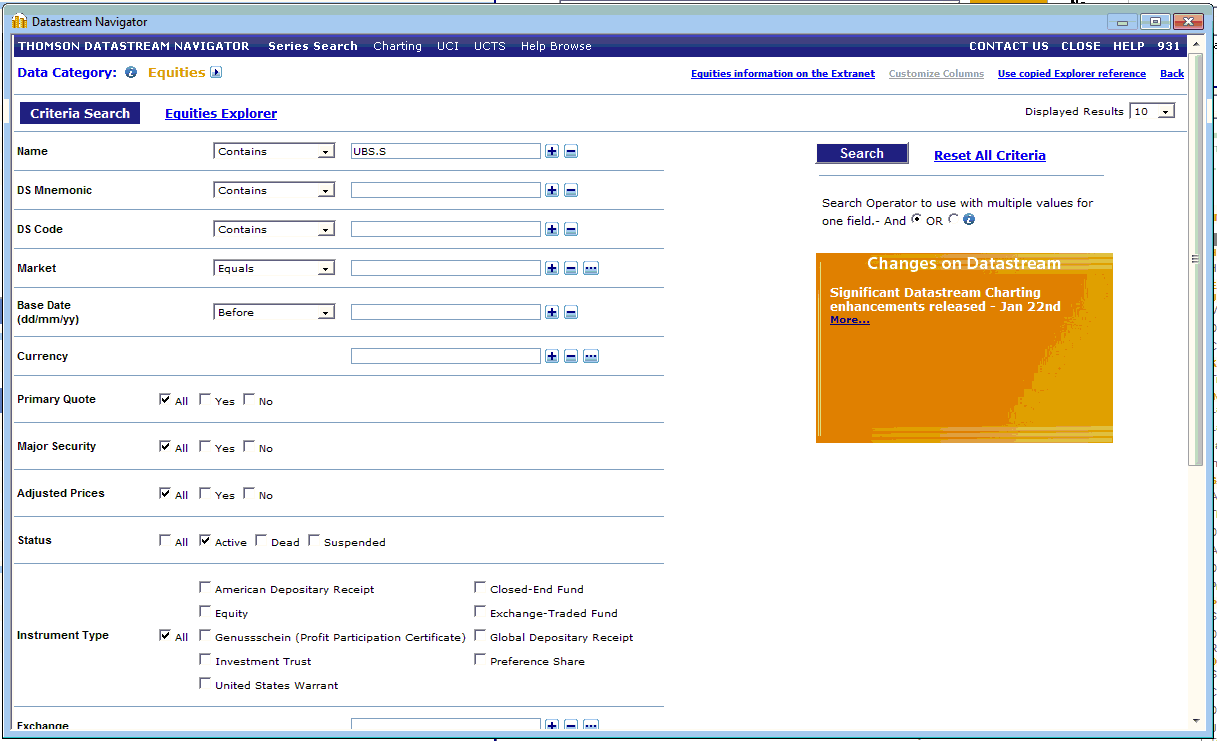 Datastream Navigator
THOMSON DATASTREAM NAVIGATOR Series Search Charting UCI UCTS Help Browse CONTACT US CLOSE HELP 931
Data Category: Equities
Equities information on the Extranet Customize Columns Use copied Explorer reference Back
Criteria Search Equities Explorer Displayed Results 10
Name Contains UBS.S
Search Reset All Criteria
DS Mnemonic Contains
Search Operator to use with multiple values for
one field.- And OR
DS Code Contains
Market Equals
Changes on Datastream
Significant Datastream Charting
enhancements released - Jan 22nd
More...
Base Date
(dd/mm/yy) Before
Currency
Primary Quote All Yes No
Major Security All Yes No
Adjusted Prices All Yes No
Status All Active Dead Suspended
Instrument Type All
American Depositary Receipt Closed-End Fund
Equity Exchange-Traded Fund
Genussschein (Profit Participation Certificate) Global Depositary Receipt
Investment Trust Preference Share
United States Warrant
Exchange